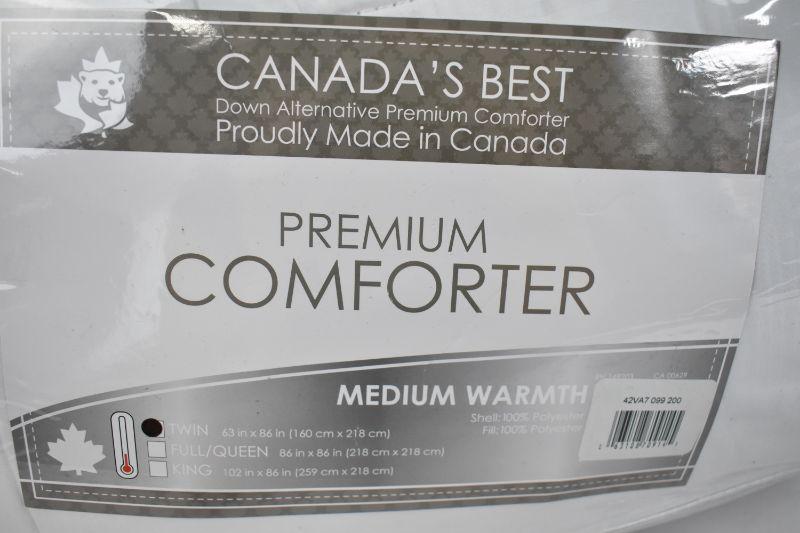 CANADA'S BEST
Down Alternative Premium Comforter
Proudly Made in Canada
PREMIUM
COMFORTER
MEDIUM WARMTH
CA 00629
Shell: 100% Polyester
Fill: 100% Polyester
42VA7 099 200
TWIN 63 in x 86 in (160 cm x 218 cm)
FULL/QUEEN 86 in x 86 in (218 cm x 218 cm)
KING 102 in x 86 in (259 cm x 218 cm)